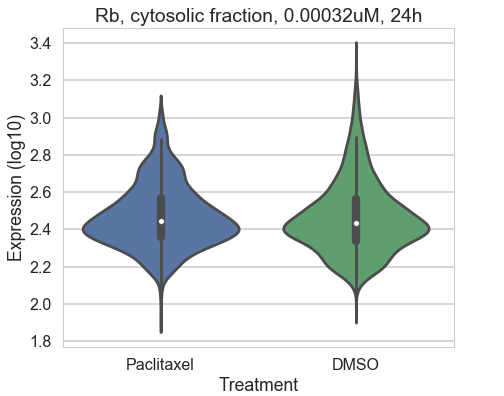 Rb, cytosolic fraction, 0.00032uM, 24h
Expression (log10)
3.4
3.2
3.0
2.8
2.6
2.4
2.2
2.0
1.8
Paclitaxel DMSO
Treatment